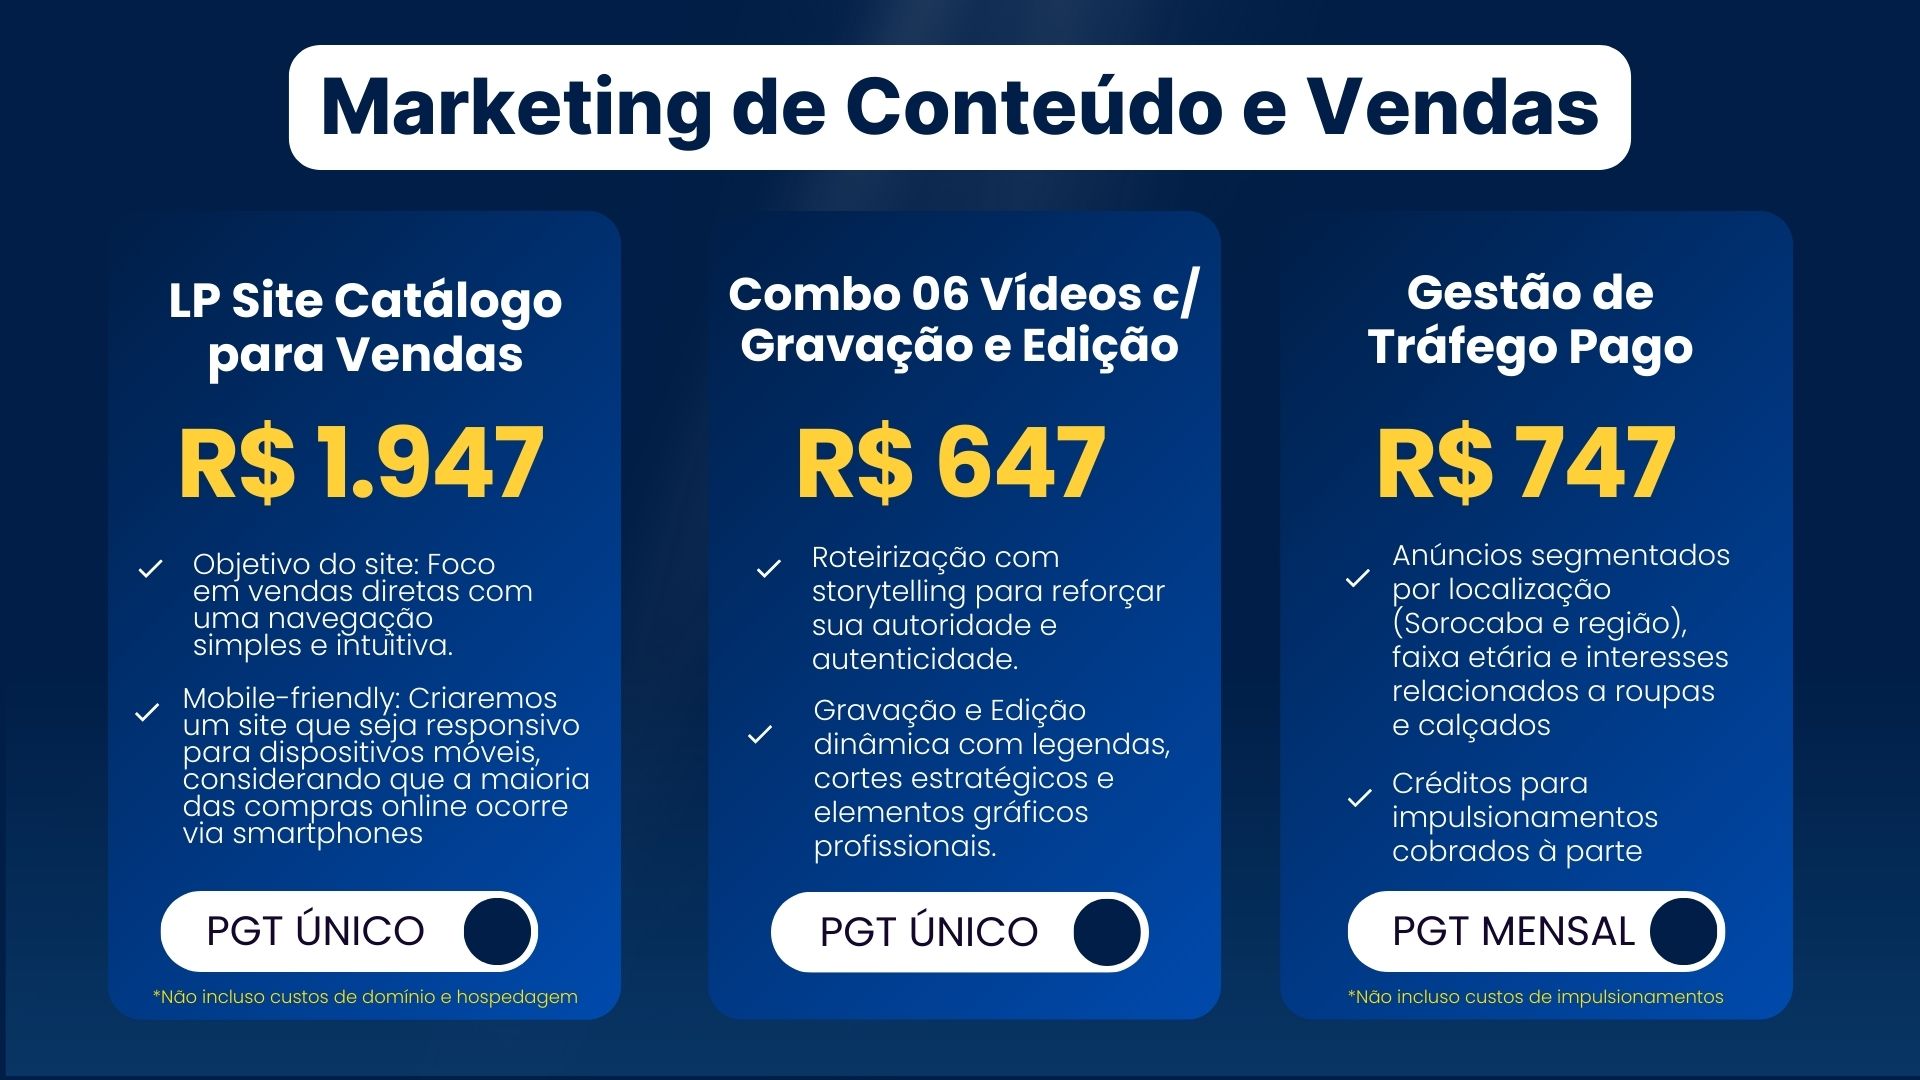 Marketing de Conteúdo e Vendas
LP Site Catálogo
para Vendas
R$ 1.947
Objetivo do site: Foco
em vendas diretas com
uma navegação
simples e intuitiva.
Mobile-friendly: Criaremos
um site que seja responsivo
para dispositivos móveis,
considerando que a maioria
das compras online ocorre
via smartphones
PGT ÚNICO
*Não incluso custos de domínio e hospedagem
Combo 06 Vídeos c/
Gravação e Edição
R$ 647
Roteirização com
storytelling para reforçar
sua autoridade e
autenticidade.
Gravação e Edição
dinâmica com legendas,
cortes estratégicos e
elementos gráficos
profissionais.
PGT ÚNICO
Gestão de
Tráfego Pago
R$ 747
Anúncios segmentados
por localização
(Sorocaba e região),
faixa etária e interesses
relacionados a roupas
e calçados
Créditos para
impulsionamentos
cobrados à parte
PGT MENSAL
*Não incluso custos de impulsionamentos